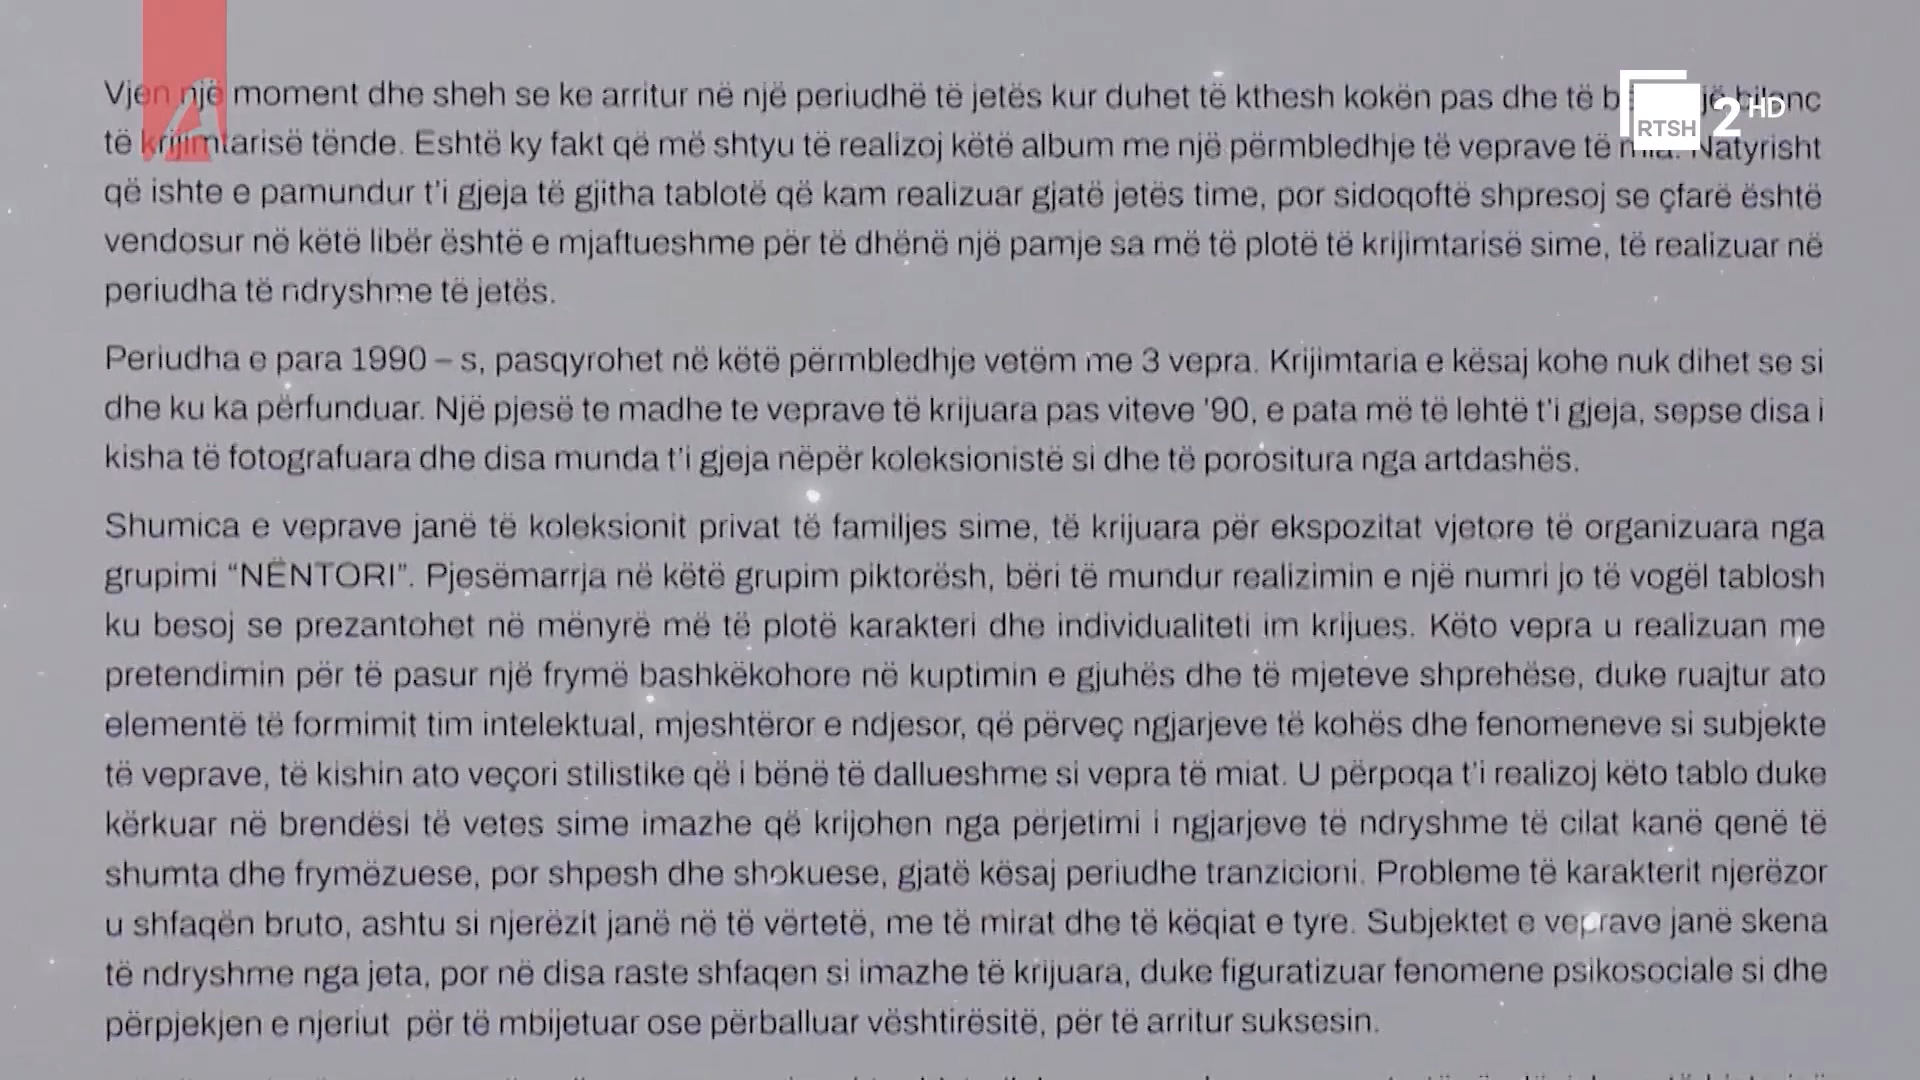 Vjen një moment dhe sheh se ke arritur në një periudhë të jetës kur duhet të kthesh kokën pas dhe të bilanc
të krijimtarisë tënde. Eshtë ky fakt që më shtyu të realizoj këtë album me një përmbledhje të veprave të mia. Natyrisht
që ishte e pamundur t'i gjeja të gjitha tablotë që kam realizuar gjatë jetës time, por sidoqoftë shpresoj se çfarë është
vendosur në këtë libër është e mjaftueshme për të dhënë një pamje sa më të plotë të krijimtarisë sime, të realizuar në
periudha të ndryshme të jetës.
Periudha e para 1990 – s, pasqyrohet në këtë përmbledhje vetëm me 3 vepra. Krijimtaria e kësaj kohe nuk dihet se si
dhe ku ka përfunduar. Një pjesë te madhe te veprave të krijuara pas viteve '90, e pata më të lehtë t'i gjeja, sepse disa i
kisha të fotografuara dhe disa munda t'i gjeja nëpër koleksionistë si dhe të porositura nga artdashës.
Shumica e veprave janë të koleksionit privat të familjes sime, të krijuara për ekspozitat vjetore të organizuara nga
grupimi “NËNTORI”. Pjesëmarrja në këtë grupim piktorësh, bëri të mundur realizimin e një numri jo të vogël tablosh
ku besoj se prezantohet në mënyrë më të plotë karakteri dhe individualiteti im krijues. Këto vepra u realizuan me
pretendimin për të pasur një frymë bashkëkohore në kuptimin e gjuhës dhe të mjeteve shprehëse, duke ruajtur ato
elementë të formimit tim intelektual, mjeshtëror e ndjesor, që përveç ngjarjeve të kohës dhe fenomeneve si subjekte
të veprave, të kishin ato veçori stilistike që i bënë të dallueshme si vepra të miat. U përpoqa t'i realizoj këto tablo duke
kërkuar në brendësi të vetes sime imazhe që krijohen nga përjetimi i ngjarjeve të ndryshme të cilat kanë qenë të
shumta dhe frymëzuese, por shpesh dhe shokuese, gjatë kësaj periudhe tranzicioni. Probleme të karakterit njerëzor
u shfaqën bruto, ashtu si njerëzit janë në të vërtetë, me të mirat dhe të këqiat e tyre. Subjektet e veprave janë skena
të ndryshme nga jeta, por në disa raste shfaqen si imazhe të krijuara, duke figuratizuar fenomene psikosociale si dhe
përpjekjen e njeriut për të mbijetuar ose përballuar vështirësitë, për të arritur suksesin.
RTSH 2 HD